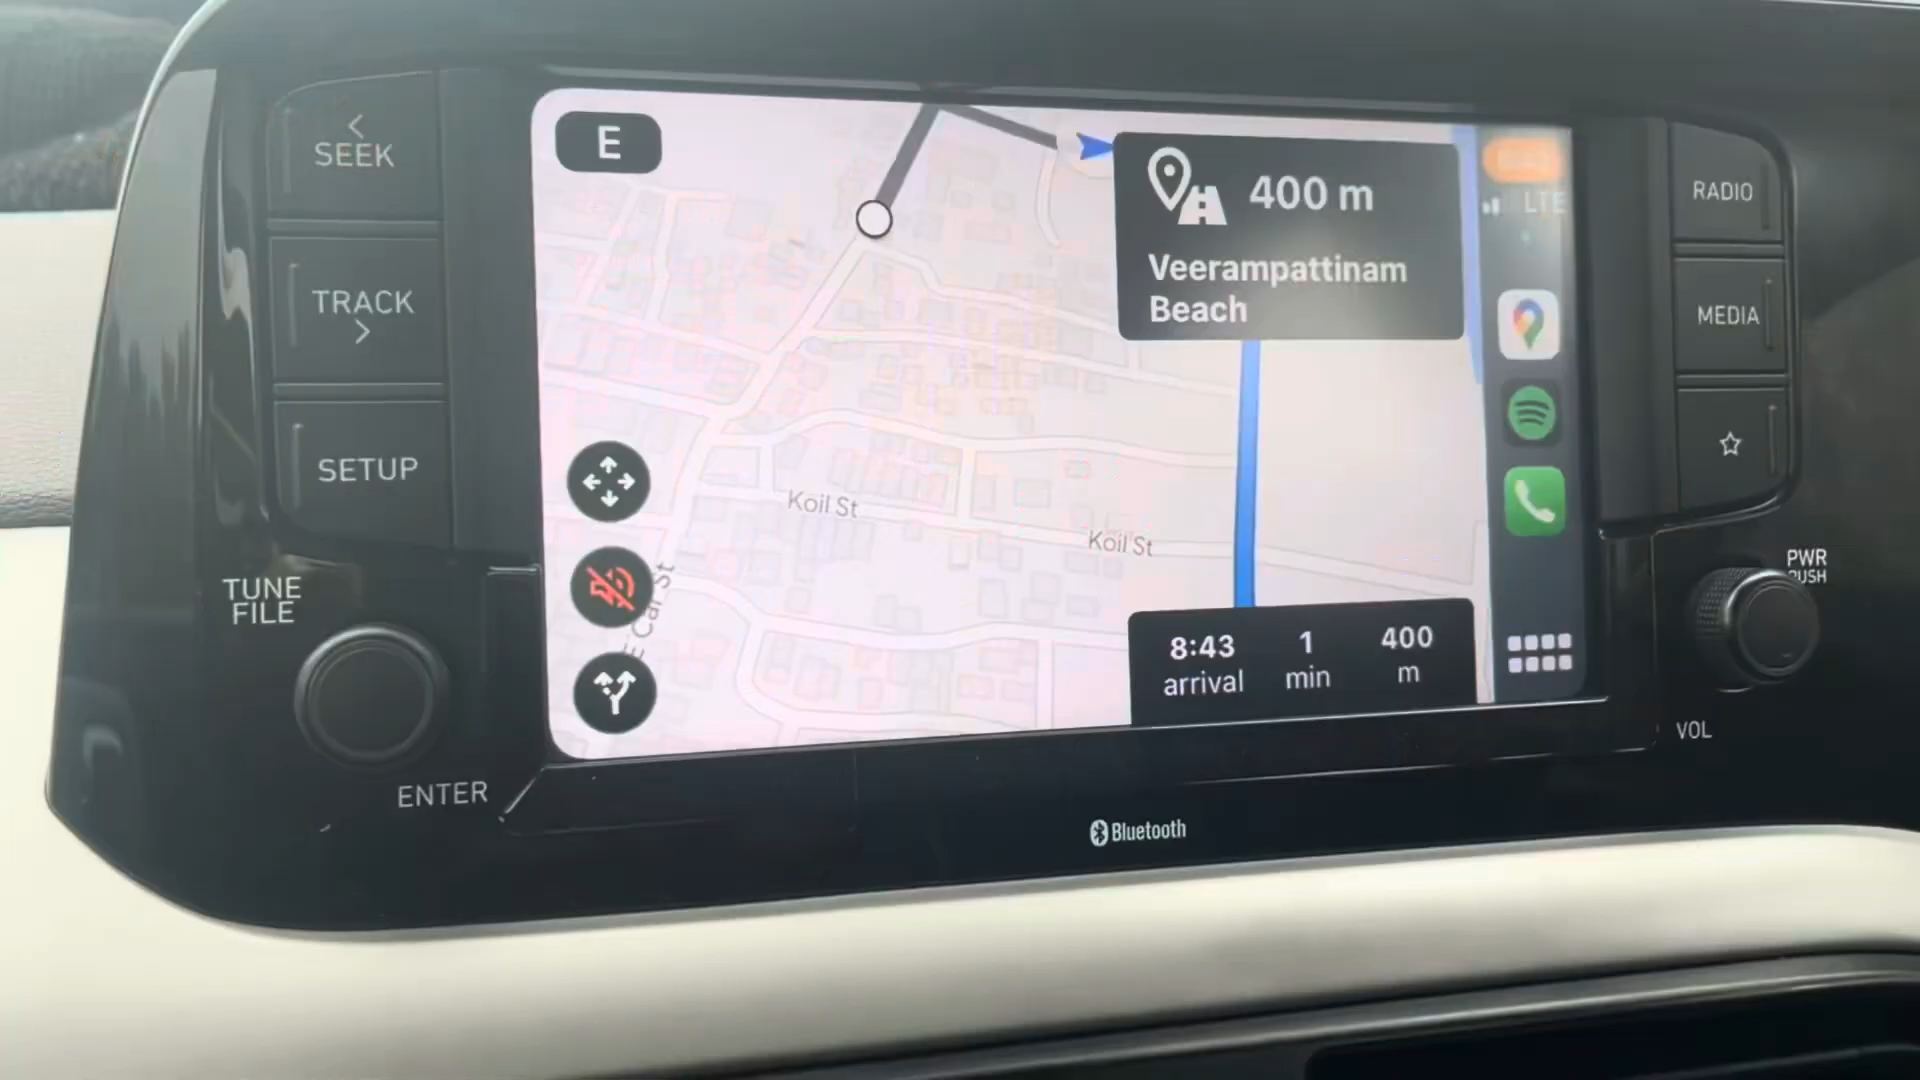 SEEK
TRACK
SETUP
TUNE
FILE
ENTER
E
400 m
Veerampattinam
Beach
Koil St
Koil St
E Car St
8:43
arrival
1
min
400
m
LTE
RADIO
MEDIA
PWR
PUSH
VOL
Bluetooth